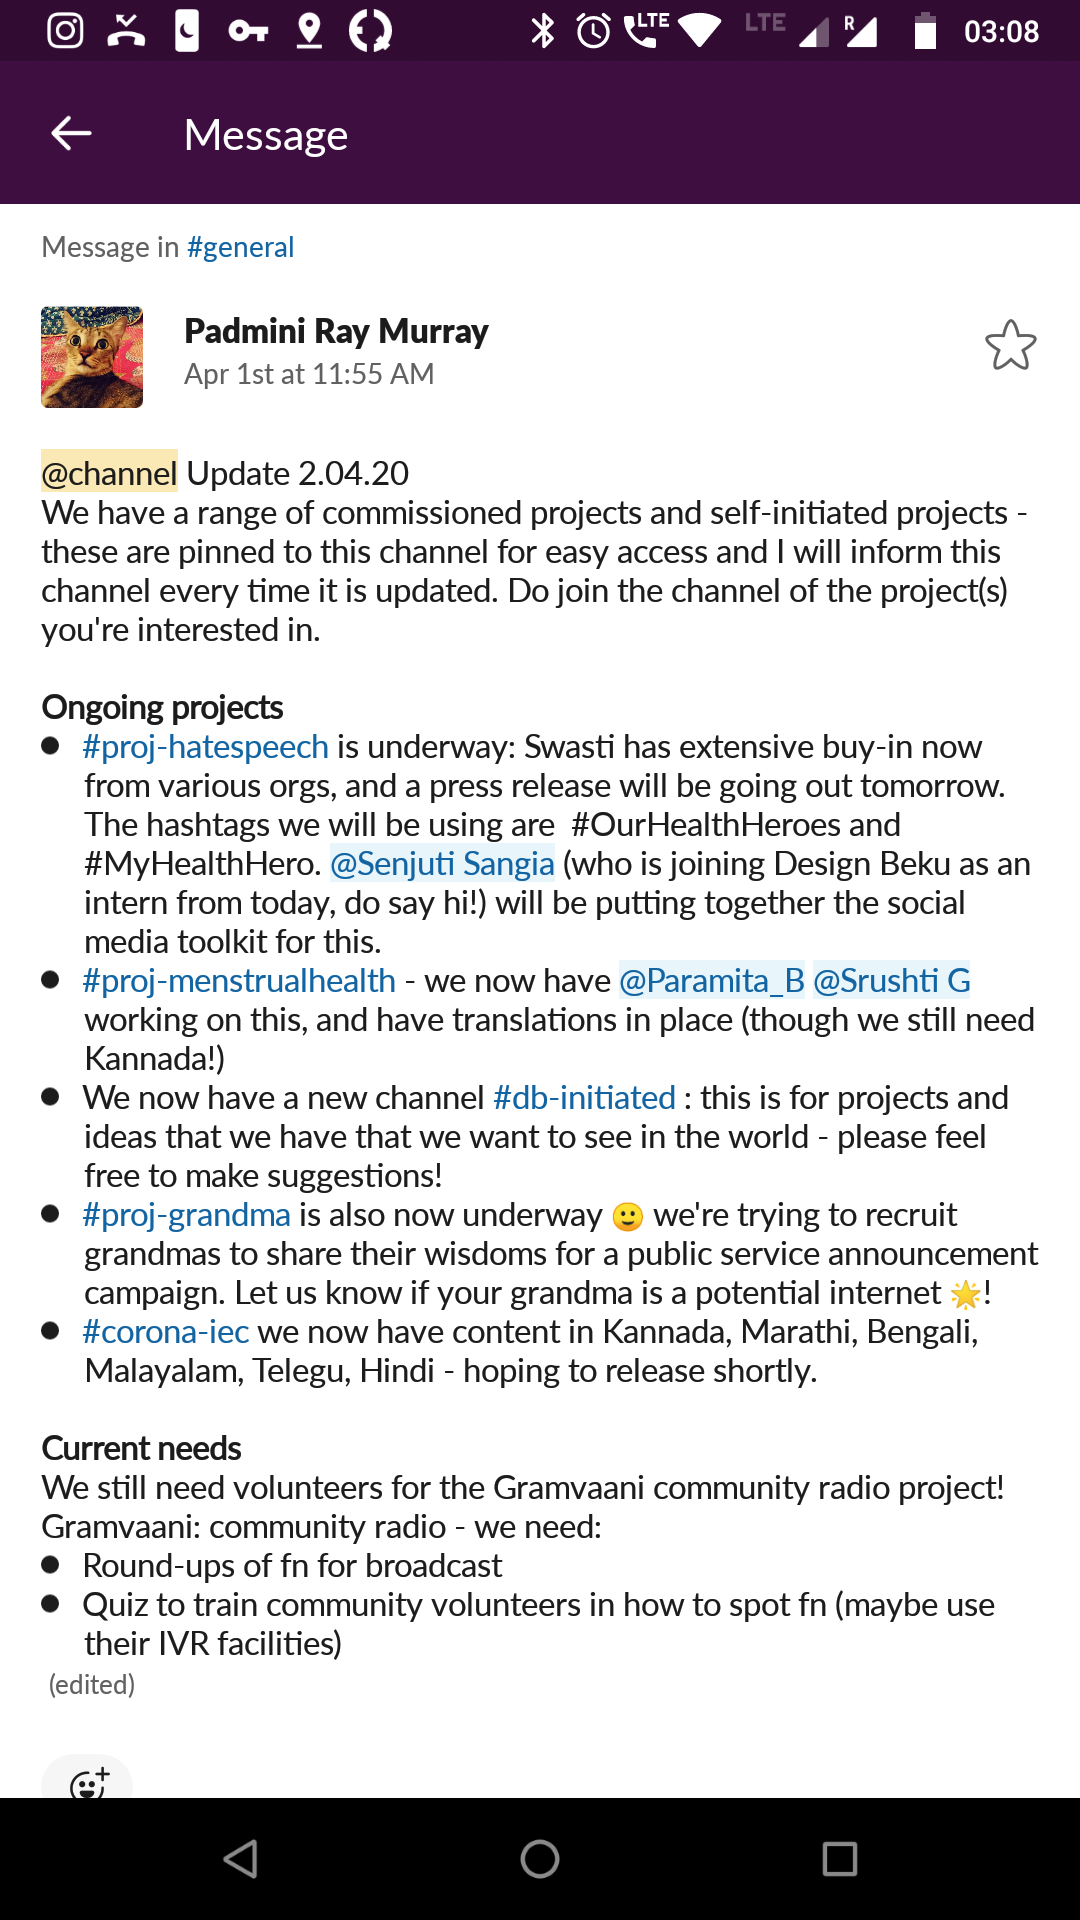 LTE LTE R 03:08
Message
Message in #general
Padmini Ray Murray
Apr 1st at 11:55 AM
@channel Update 2.04.20
We have a range of commissioned projects and self-initiated projects -
these are pinned to this channel for easy access and I will inform this
channel every time it is updated. Do join the channel of the project(s)
you're interested in.
Ongoing projects
● #proj-hatespeech is underway: Swasti has extensive buy-in now
from various orgs, and a press release will be going out tomorrow.
The hashtags we will be using are #OurHealthHeroes and
#MyHealthHero. @Senjuti Sangia (who is joining Design Beku as an
intern from today, do say hi!) will be putting together the social
media toolkit for this.
● #proj-menstrualhealth - we now have @Paramita_B @Srushti G
working on this, and have translations in place (though we still need
Kannada!)
● We now have a new channel #db-initiated : this is for projects and
ideas that we have that we want to see in the world - please feel
free to make suggestions!
● #proj-grandma is also now underway 🙂 we're trying to recruit
grandmas to share their wisdoms for a public service announcement
campaign. Let us know if your grandma is a potential internet 🌟!
● #corona-iec we now have content in Kannada, Marathi, Bengali,
Malayalam, Telegu, Hindi - hoping to release shortly.
Current needs
We still need volunteers for the Gramvaani community radio project!
Gramvaani: community radio - we need:
● Round-ups of fn for broadcast
● Quiz to train community volunteers in how to spot fn (maybe use
their IVR facilities)
(edited)